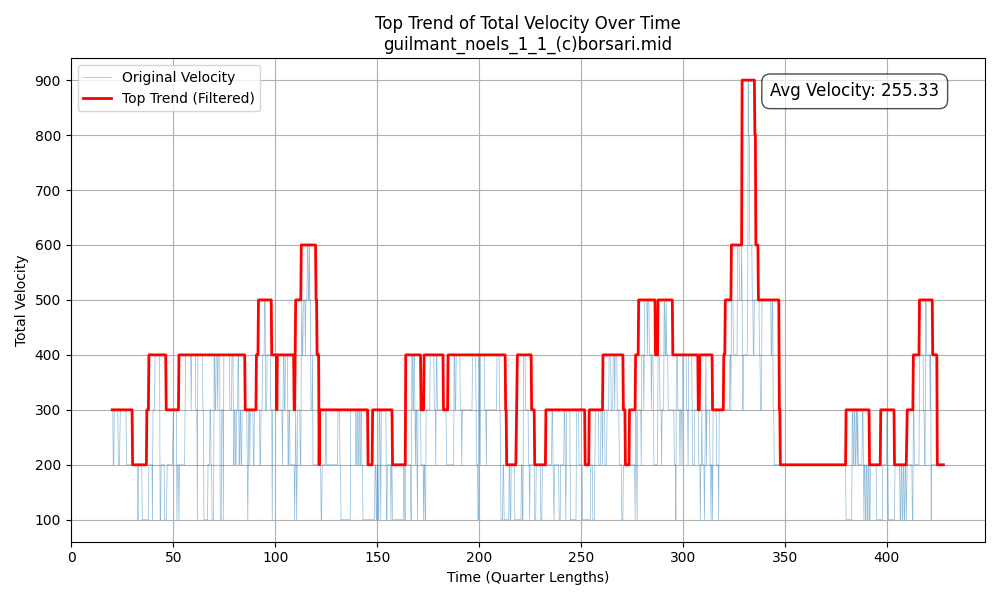 Top Trend of Total Velocity Over Time
guilmant_noels_1_1_(c)borsari.mid
Original Velocity
Top Trend (Filtered)
Avg Velocity: 255.33
Total Velocity
900
800
700
600
500
400
300
200
100
0 50 100 150 200 250 300 350 400
Time (Quarter Lengths)